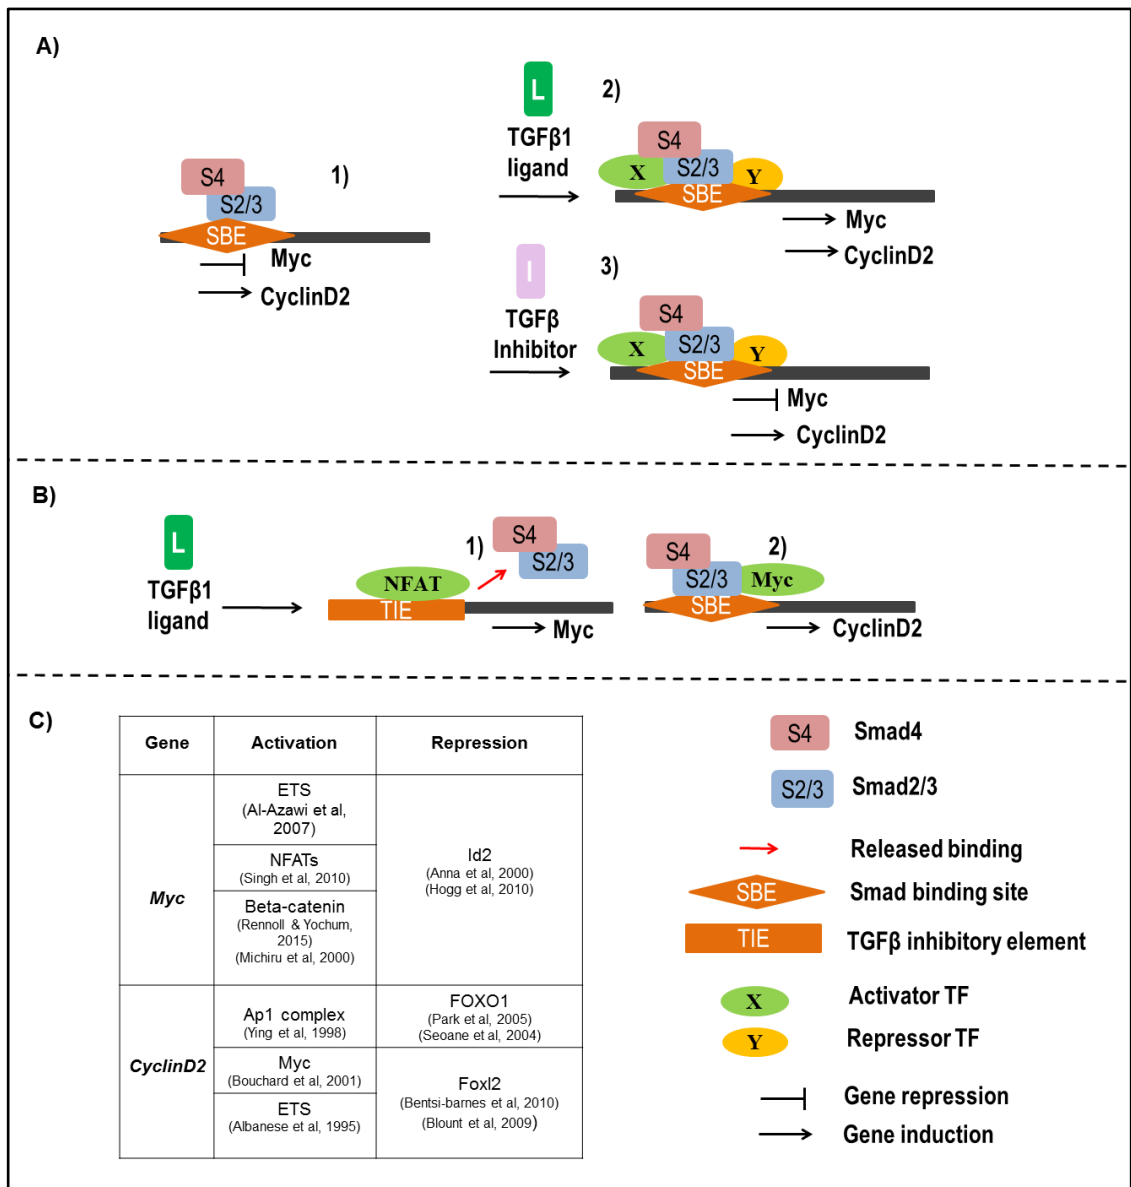 A)
S4
S2/3
SBE
1)
Myc
CyclinD2
L
TGFβ1
ligand
2)
S4
X
S2/3
Y
SBE
Myc
CyclinD2
I
TGFβ
Inhibitor
3)
S4
X
S2/3
Y
SBE
Myc
CyclinD2
B)
L
TGFβ1
ligand
1)
S4
S2/3
NFAT
TIE
Myc
2)
S4
S2/3
Myc
SBE
CyclinD2
C)
Gene
Activation
Repression
Myc
ETS
(Al-Azawi et al,
2007)
NFATs
(Singh et al, 2010)
Beta-catenin
(Rennoll & Yochum,
2015)
(Michiru et al, 2000)
Id2
(Anna et al, 2000)
(Hogg et al, 2010)
CyclinD2
Ap1 complex
(Ying et al, 1998)
Myc
(Bouchard et al, 2001)
ETS
(Albanese et al, 1995)
FOXO1
(Park et al, 2005)
(Seoane et al, 2004)
Foxl2
(Bentsi-barnes et al, 2010)
(Blount et al, 2009)
S4
Smad4
S2/3
Smad2/3
Released binding
SBE
Smad binding site
TIE
TGFβ inhibitory element
X
Activator TF
Y
Repressor TF
Gene repression
Gene induction